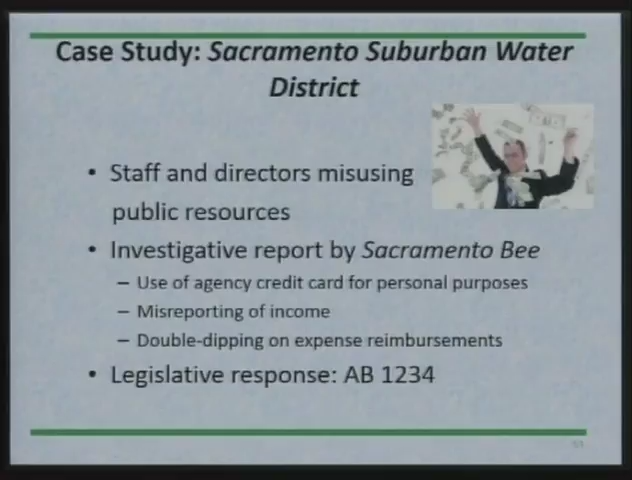 Case Study: Sacramento Suburban Water
District
• Staff and directors misusing
public resources
• Investigative report by Sacramento Bee
– Use of agency credit card for personal purposes
– Misreporting of income
– Double-dipping on expense reimbursements
• Legislative response: AB 1234